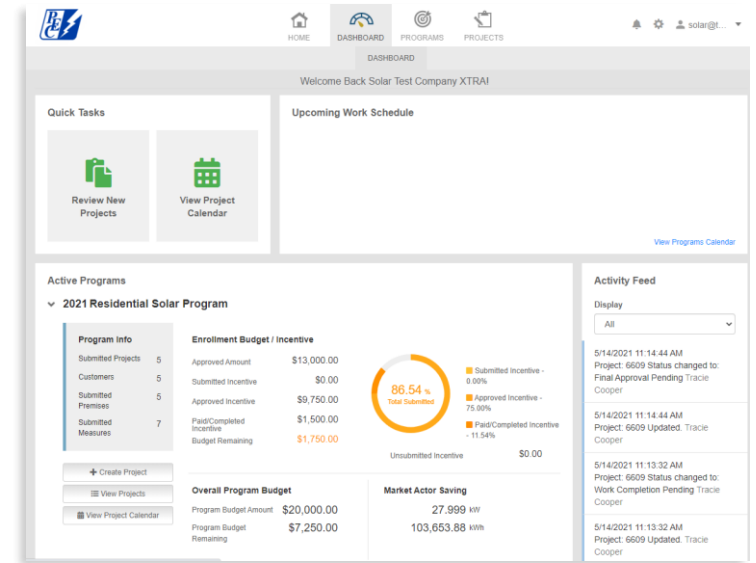 PEC
HOME
DASHBOARD
PROGRAMS
PROJECTS
solar@t...
DASHBOARD
Welcome Back Solar Test Company XTRA!
Quick Tasks
Review New
Projects
View Project
Calendar
Upcoming Work Schedule
View Programs Calendar
Active Programs
2021 Residential Solar Program
Program Info
Submitted Projects 5
Customers 5
Submitted
Premises 5
Submitted
Measures 7
Create Project
View Projects
View Project Calendar
Enrollment Budget / Incentive
Approved Amount $13,000.00
Submitted Incentive $0.00
Approved Incentive $9,750.00
Paid/Completed
Incentive $1,500.00
Budget Remaining $1,750.00
86.54 %
Total Submitted
Submitted Incentive -
0.00%
Approved Incentive -
75.00%
Paid/Completed Incentive
- 11.54%
Unsubmitted Incentive $0.00
Overall Program Budget
Program Budget Amount $20,000.00
Program Budget
Remaining $7,250.00
Market Actor Saving
27.999 kW
103,653.88 kWh
Activity Feed
Display
All
5/14/2021 11:14:44 AM
Project: 6609 Status changed to:
Final Approval Pending Tracie
Cooper
5/14/2021 11:14:44 AM
Project: 6609 Updated. Tracie
Cooper
5/14/2021 11:13:32 AM
Project: 6609 Status changed to:
Work Completion Pending Tracie
Cooper
5/14/2021 11:13:32 AM
Project: 6609 Updated. Tracie
Cooper